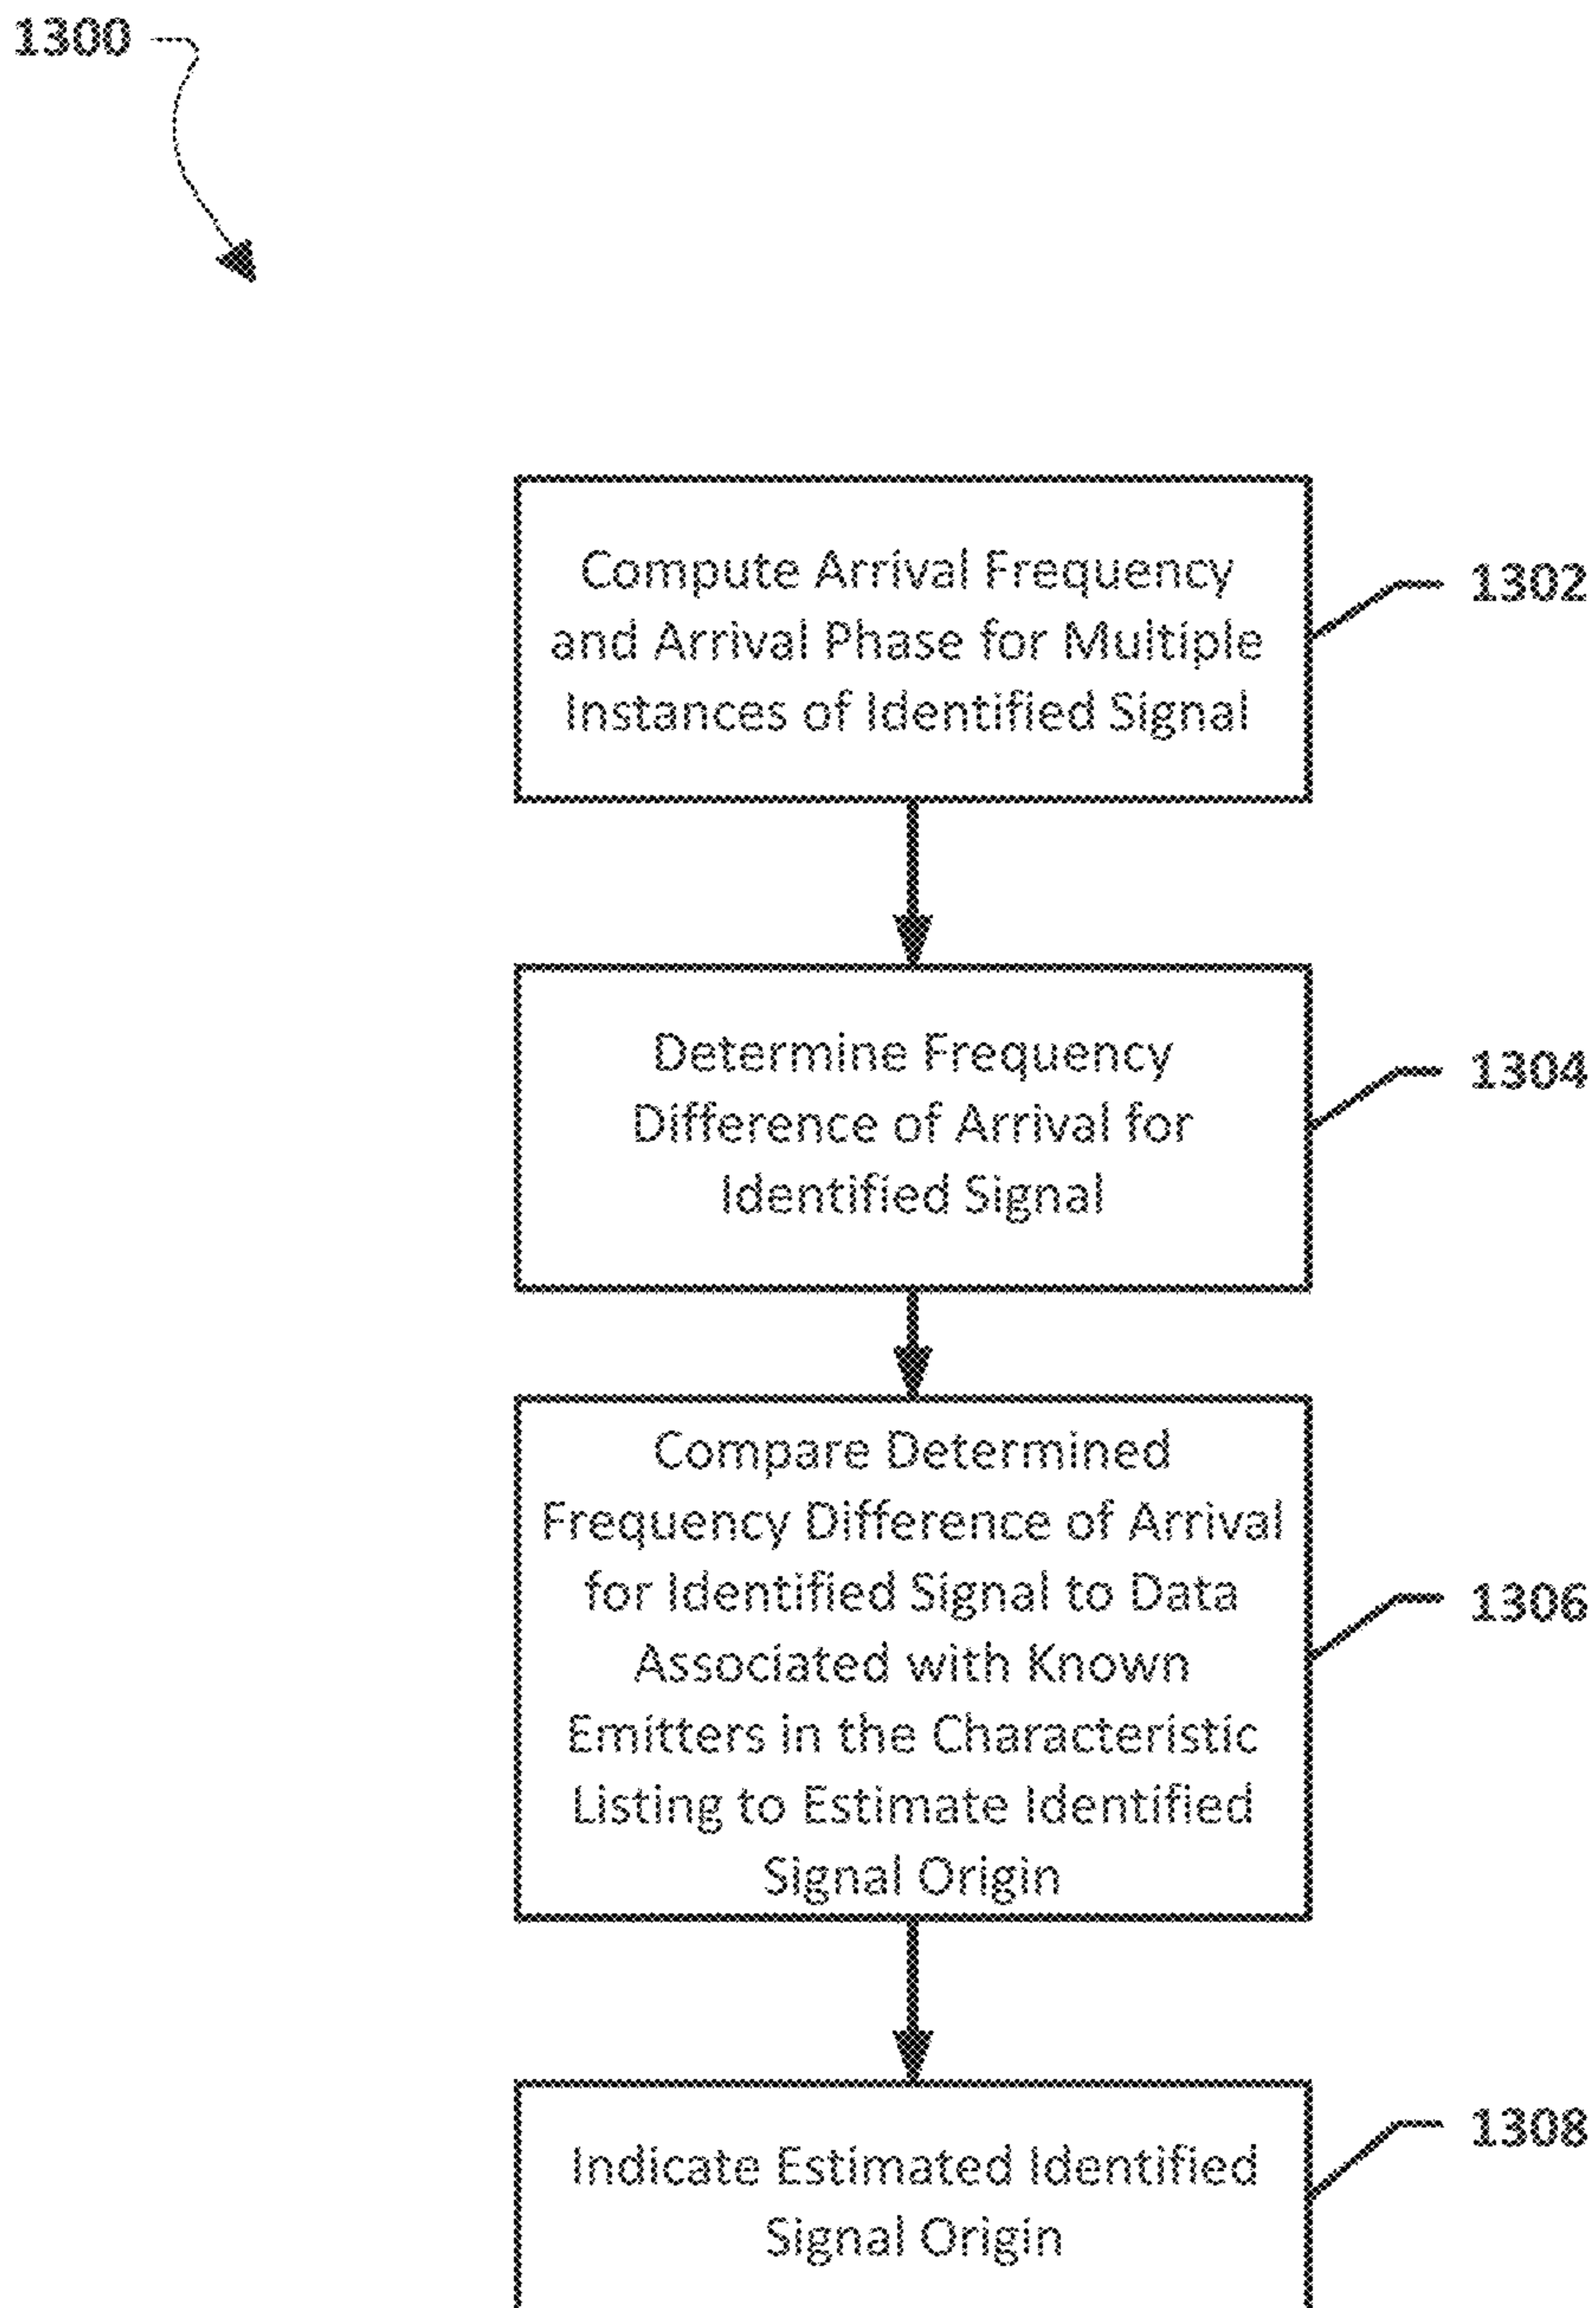 1300
Compute Arrival Frequency
and Arrival Phase for Multiple
Instances of Identified Signal
1302
Determine Frequency
Difference of Arrival for
Identified Signal
1304
Compare Determined
Frequency Difference of Arrival
for Identified Signal to Data
Associated with Known
Emitters in the Characteristic
Listing to Estimate Identified
Signal Origin
1306
Indicate Estimated Identified
Signal Origin
1308